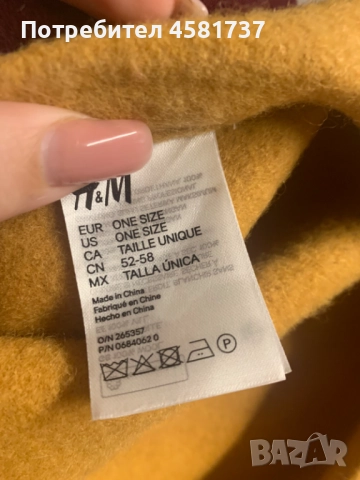 Потребител 4581737
H&M
EUR ONE SIZE
US ONE SIZE
CA TAILLE UNIQUE
CN 52-58
MX TALLA ÚNICA
Made in China
Fabriqué en Chine
Hecho en China
O/N 265357
P/N 0684062 0
P
BAZAR